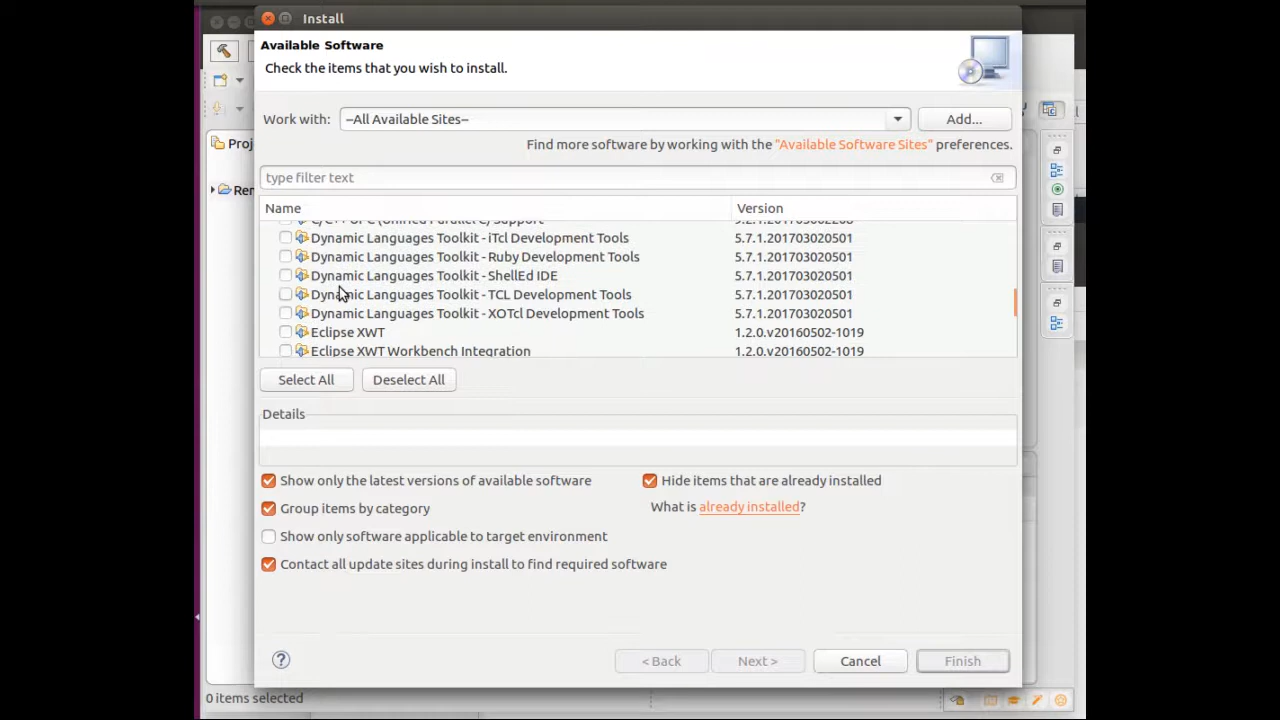 Install
Available Software
Check the items that you wish to install.
Work with:
--All Available Sites--
Add...
Find more software by working with the "Available Software Sites" preferences.
type filter text
Name
Version
C/C++ UPC (Unified Parallel C) Support
Dynamic Languages Toolkit - iTcl Development Tools
5.7.1.201703020501
Dynamic Languages Toolkit - Ruby Development Tools
5.7.1.201703020501
Dynamic Languages Toolkit - ShellEd IDE
5.7.1.201703020501
Dynamic Languages Toolkit - TCL Development Tools
5.7.1.201703020501
Dynamic Languages Toolkit - XOTcl Development Tools
5.7.1.201703020501
Eclipse XWT
1.2.0.v20160502-1019
Eclipse XWT Workbench Integration
1.2.0.v20160502-1019
Select All
Deselect All
Details
Show only the latest versions of available software
Hide items that are already installed
Group items by category
What is already installed?
Show only software applicable to target environment
Contact all update sites during install to find required software
< Back
Next >
Cancel
Finish
Proj
Ren
0 items selected